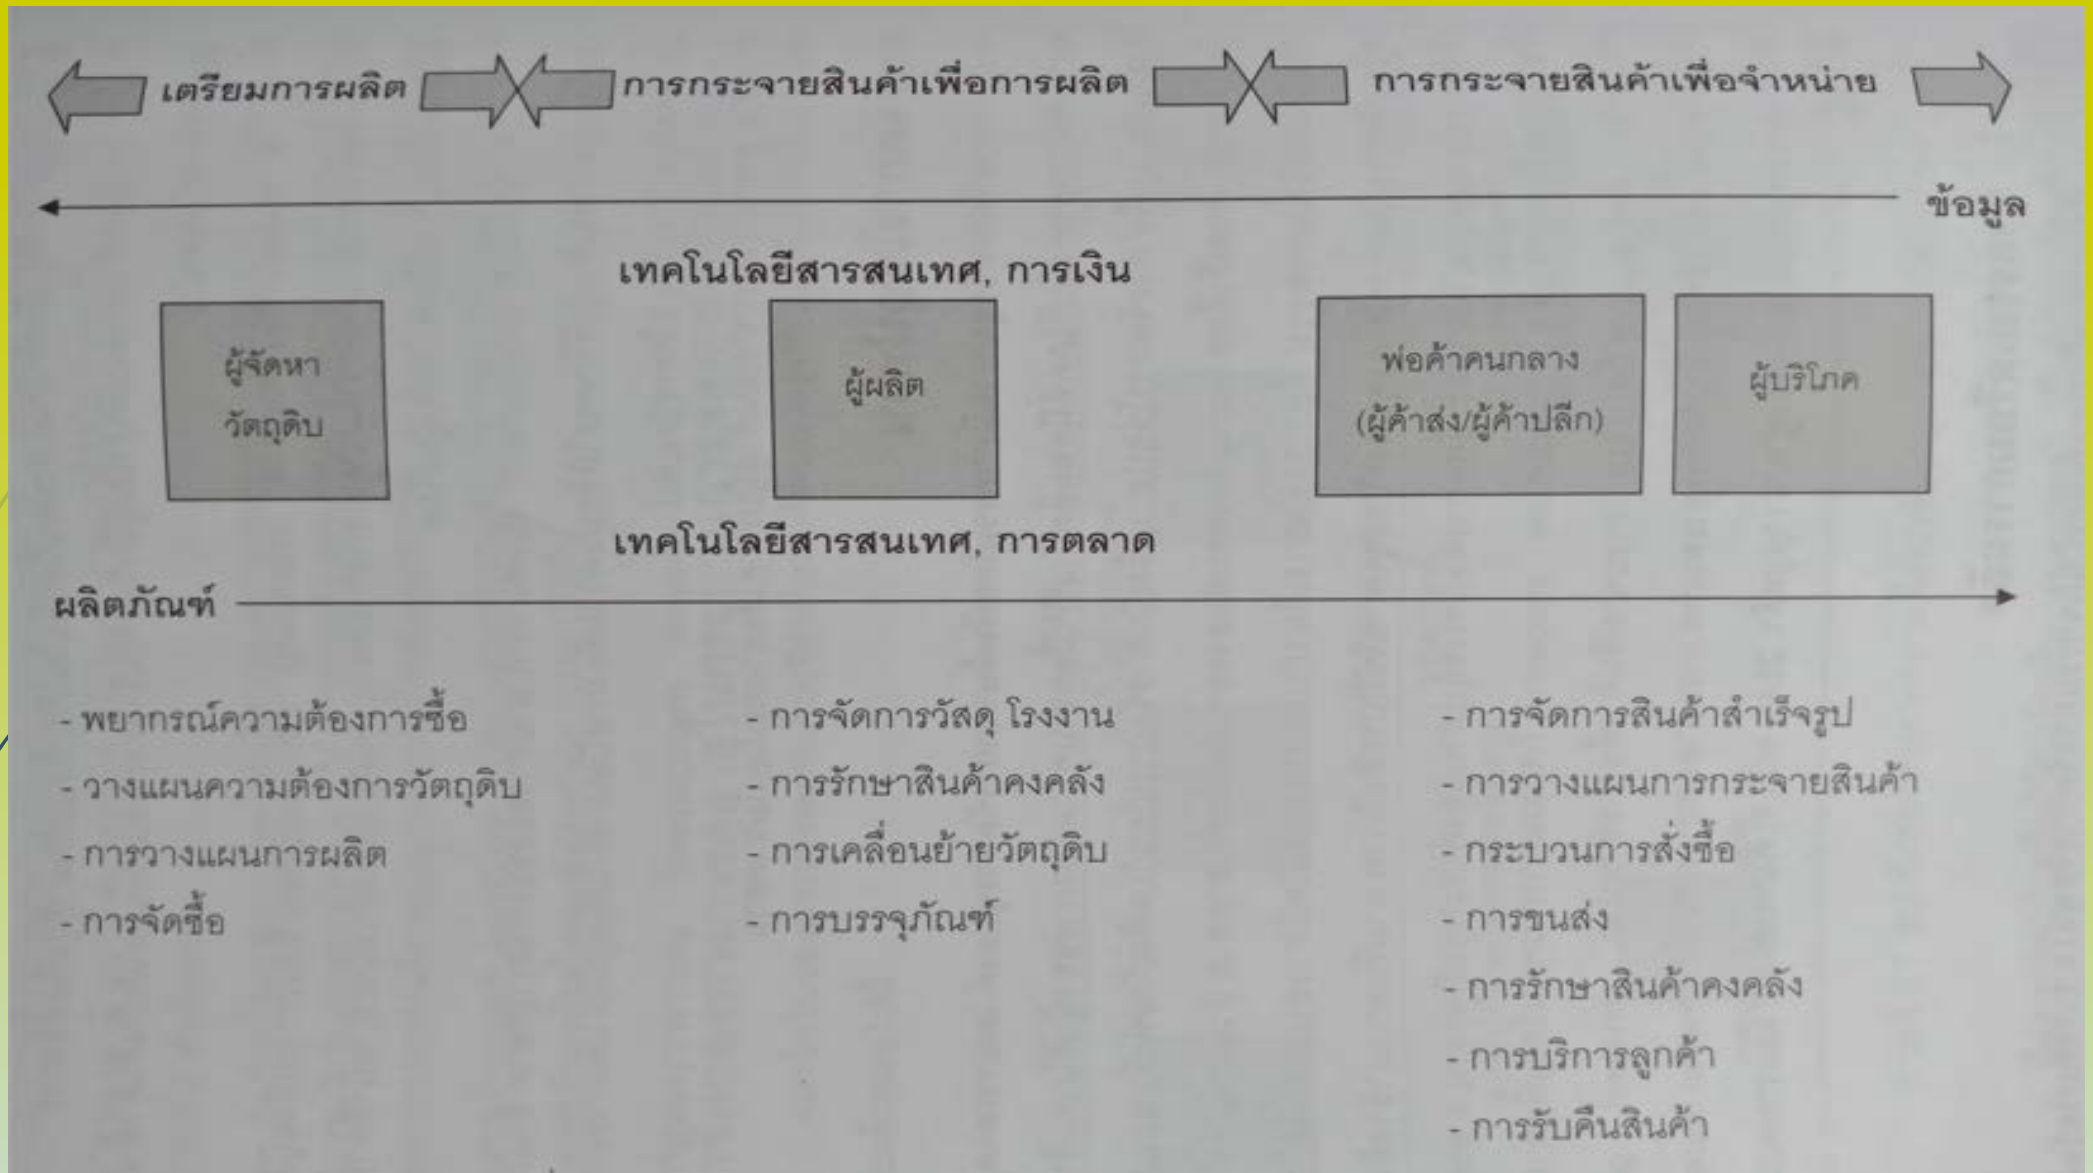 เตรียมการผลิต การกระจายสินค้าเพื่อการผลิต การกระจายสินค้าเพื่อจำหน่าย
ข้อมูล
เทคโนโลยีสารสนเทศ, การเงิน
ผู้จัดหา
วัตถุดิบ
ผู้ผลิต
พ่อค้าคนกลาง
(ผู้ค้าส่ง/ผู้ค้าปลีก)
ผู้บริโภค
เทคโนโลยีสารสนเทศ, การตลาด
ผลิตภัณฑ์
- พยากรณ์ความต้องการซื้อ
- วางแผนความต้องการวัตถุดิบ
- การวางแผนการผลิต
- การจัดซื้อ
- การจัดการวัสดุ โรงงาน
- การรักษาสินค้าคงคลัง
- การเคลื่อนย้ายวัตถุดิบ
- การบรรจุภัณฑ์
- การจัดการสินค้าสำเร็จรูป
- การวางแผนการกระจายสินค้า
- กระบวนการสั่งซื้อ
- การขนส่ง
- การรักษาสินค้าคงคลัง
- การบริการลูกค้า
- การรับคืนสินค้า